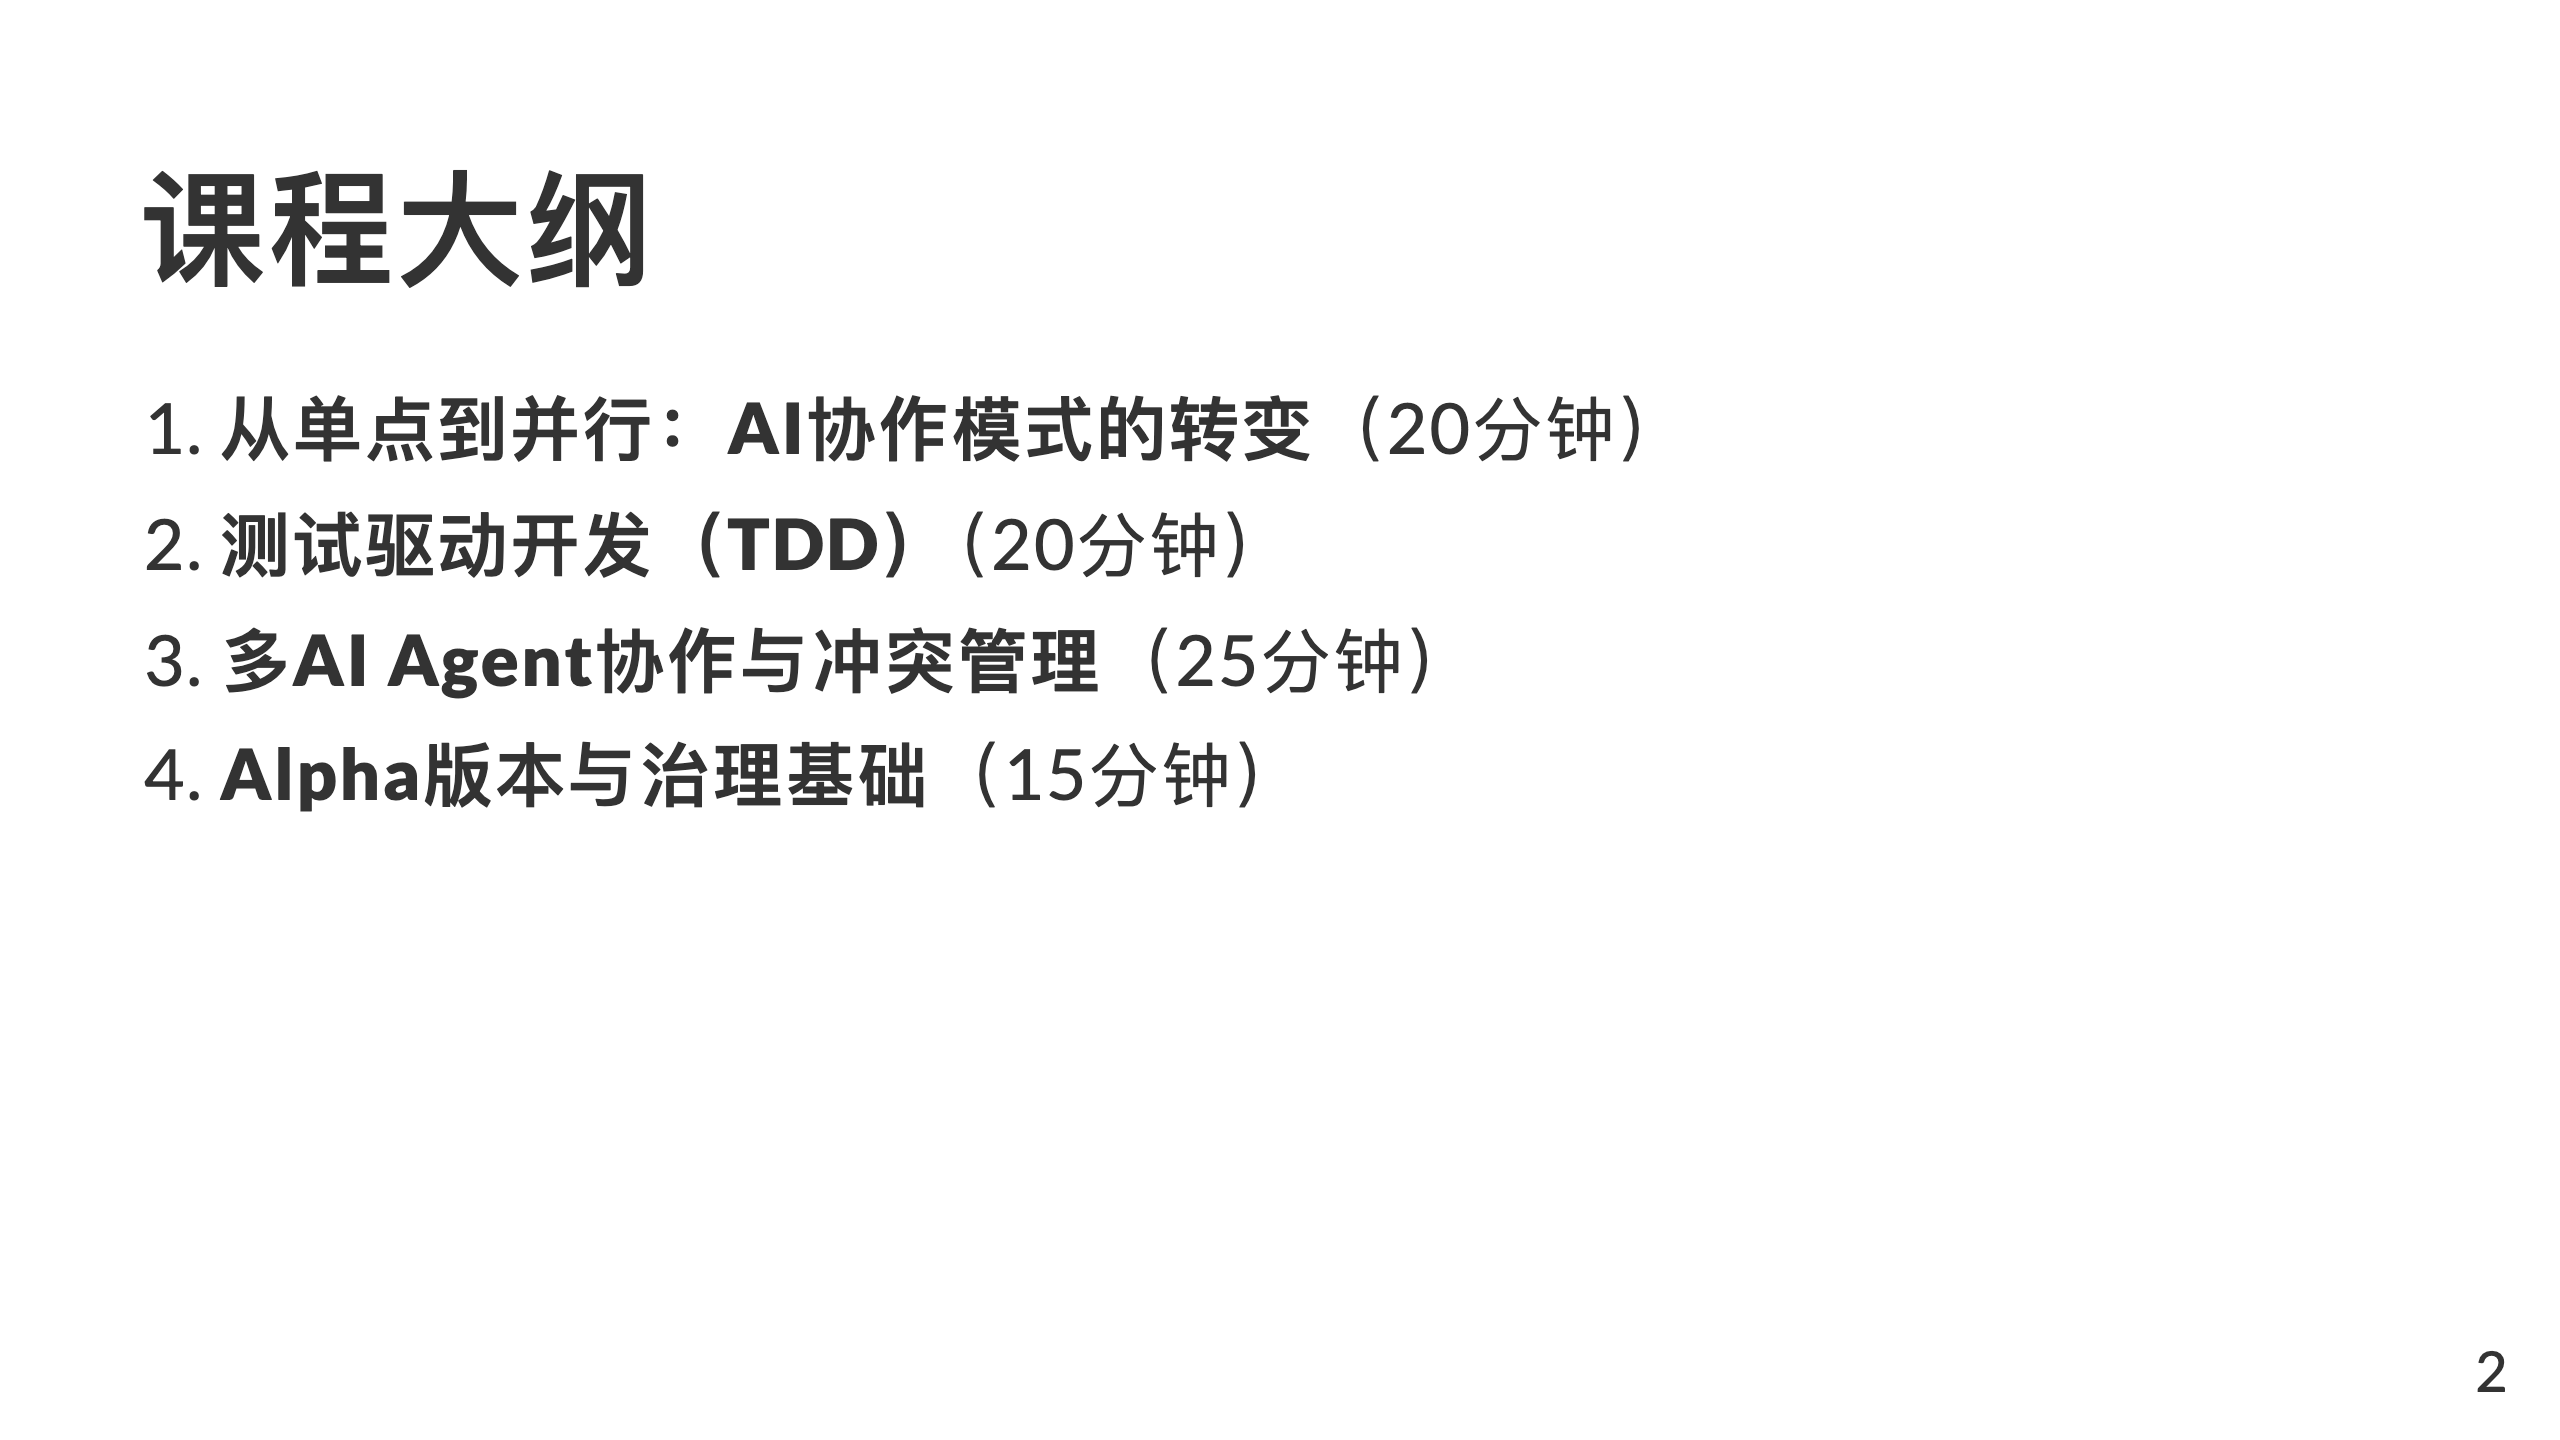 课程大纲
1. 从单点到并行：AI协作模式的转变（20分钟）
2. 测试驱动开发（TDD）（20分钟）
3. 多AI Agent协作与冲突管理（25分钟）
4. Alpha版本与治理基础（15分钟）
2